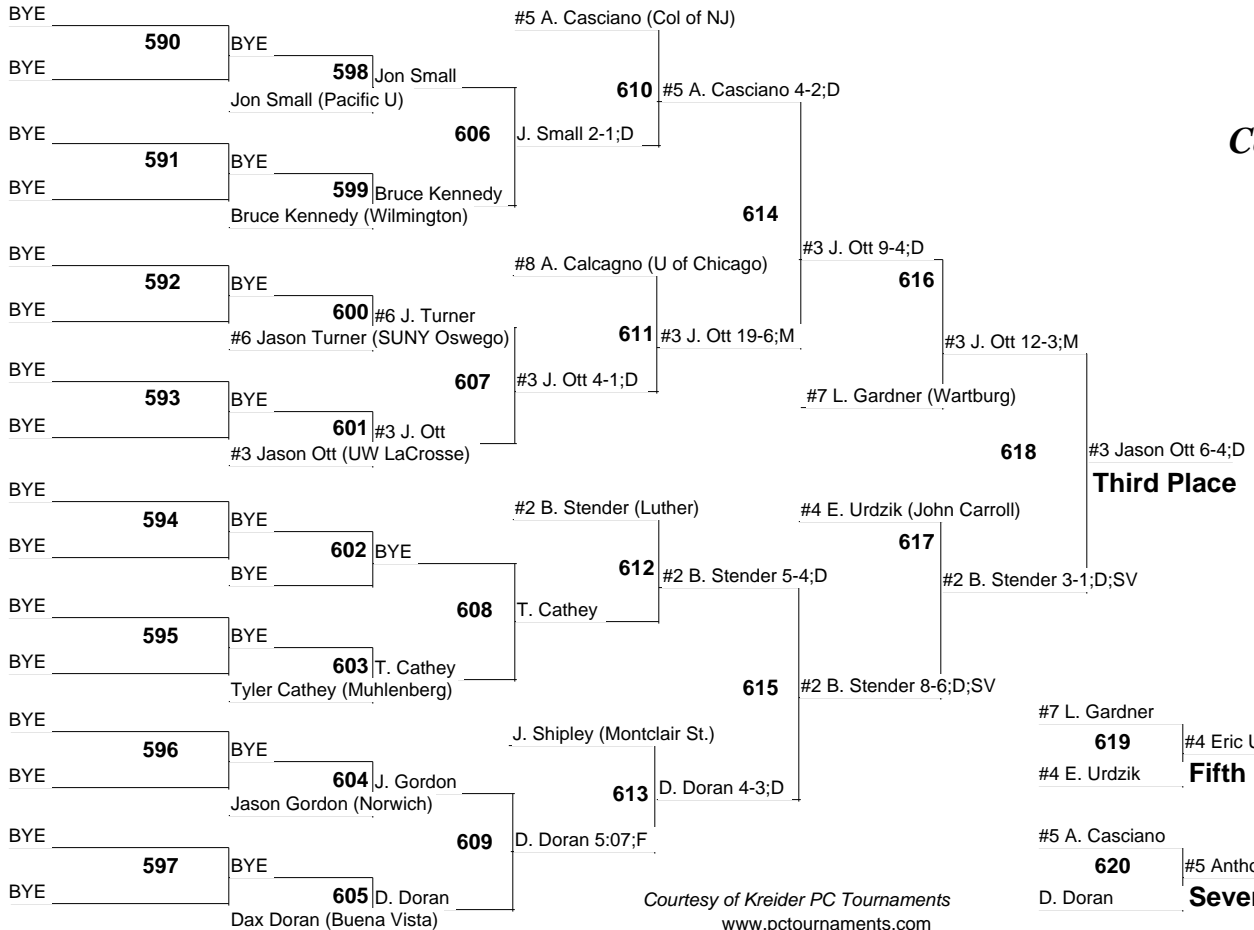 BYE
#5 A. Casciano (Col of NJ)
590
BYE
BYE
598 Jon Small
610
#5 A. Casciano 4-2;D
Jon Small (Pacific U)
BYE
606
J. Small 2-1;D
591
BYE
BYE
599 Bruce Kennedy
Bruce Kennedy (Wilmington)
614
BYE
#8 A. Calcagno (U of Chicago)
#3 J. Ott 9-4;D
592
BYE
616
BYE
600 #6 J. Turner
#6 Jason Turner (SUNY Oswego)
611
#3 J. Ott 19-6;M
#3 J. Ott 12-3;M
BYE
607
#3 J. Ott 4-1;D
593
BYE
#7 L. Gardner (Wartburg)
BYE
601 #3 J. Ott
#3 Jason Ott (UW LaCrosse)
618
#3 Jason Ott 6-4;D
Third Place
BYE
#2 B. Stender (Luther)
#4 E. Urdzik (John Carroll)
594
BYE
617
BYE
602 BYE
BYE
612
#2 B. Stender 5-4;D
#2 B. Stender 3-1;D;SV
BYE
608
T. Cathey
595
BYE
BYE
603 T. Cathey
Tyler Cathey (Muhlenberg)
615
#2 B. Stender 8-6;D;SV
BYE
J. Shipley (Montclair St.)
#7 L. Gardner
596
BYE
619
#4 Eric
BYE
604 J. Gordon
Jason Gordon (Norwich)
613
D. Doran 4-3;D
#4 E. Urdzik
Fifth
BYE
609
D. Doran 5:07;F
#5 A. Casciano
597
BYE
620
BYE
605 D. Doran
Dax Doran (Buena Vista)
D. Doran
Courtesy of Kreider PC Tournaments
www.pctournaments.com